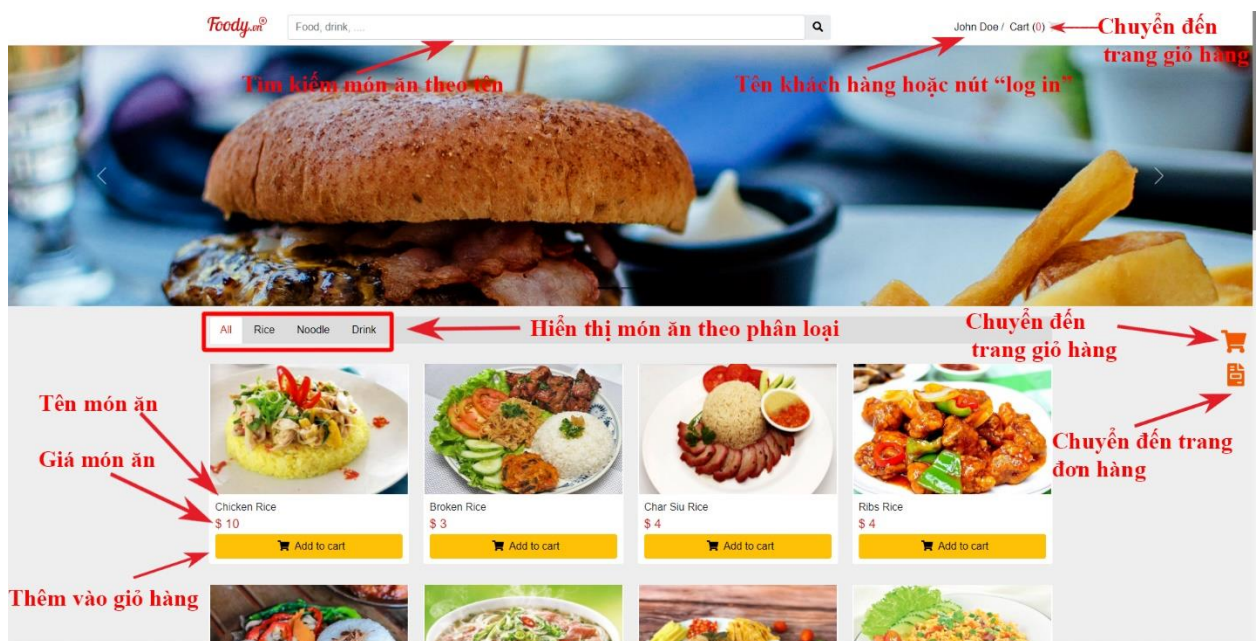 Foody.vn®
Food, drink, ....
John Doe / Cart (0)
Chuyển đến
trang giỏ hàng
Tìm kiếm món ăn theo tên
Tên khách hàng hoặc nút “log in”
All Rice Noodle Drink
Hiển thị món ăn theo phân loại
Chuyển đến
trang giỏ hàng
Chuyển đến trang
đơn hàng
Tên món ăn
Giá món ăn
Thêm vào giỏ hàng
Chicken Rice
$ 10
Add to cart
Broken Rice
$ 3
Add to cart
Char Siu Rice
$ 4
Add to cart
Ribs Rice
$ 4
Add to cart